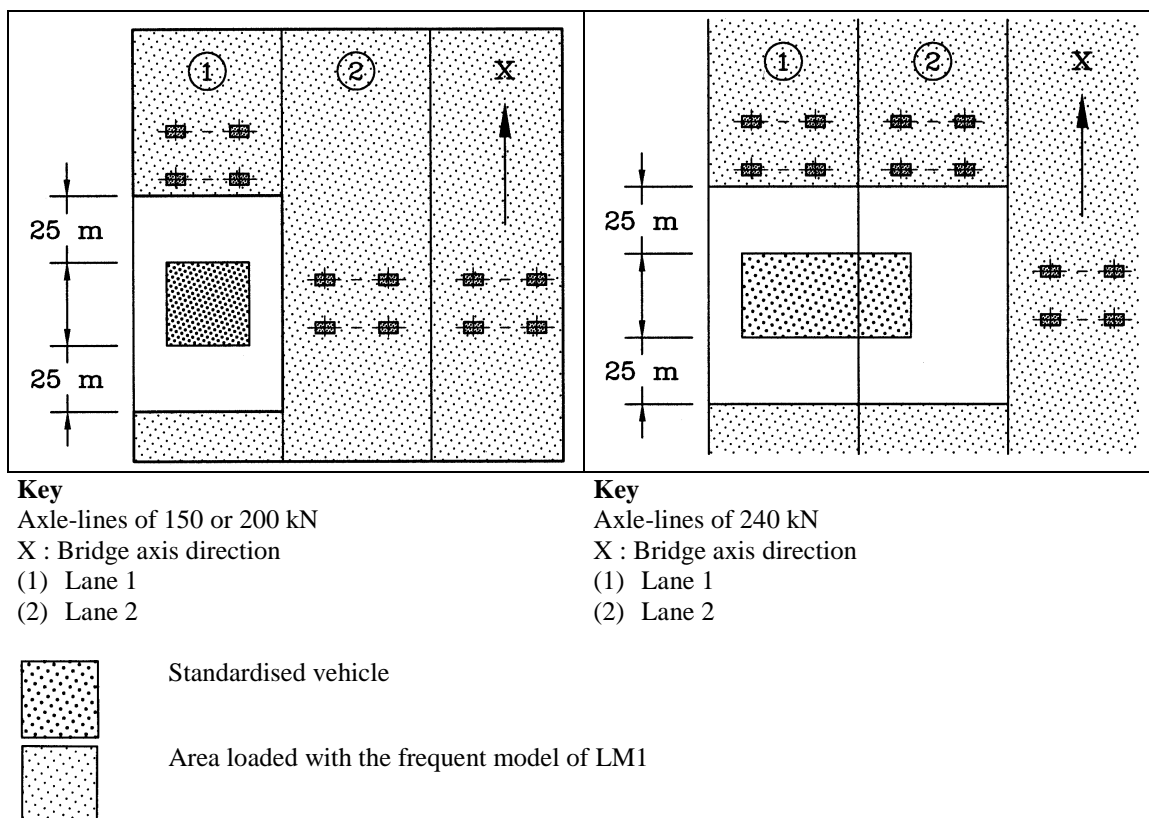 1 2 X
25 m
25 m
1 2 X
25 m
25 m
Key
Axle-lines of 150 or 200 kN
X : Bridge axis direction
(1) Lane 1
(2) Lane 2
Key
Axle-lines of 240 kN
X : Bridge axis direction
(1) Lane 1
(2) Lane 2
Standardised vehicle
Area loaded with the frequent model of LM1